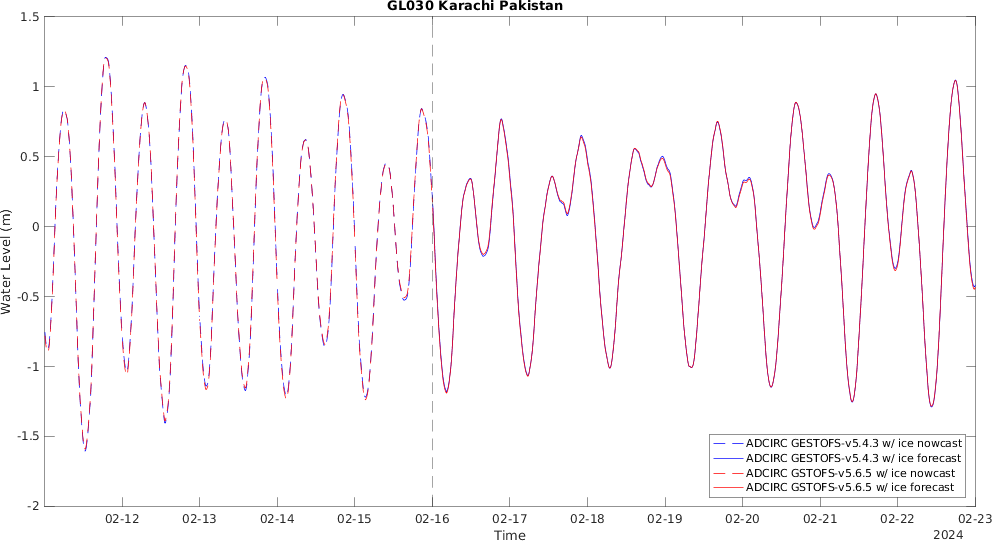 GL030 Karachi Pakistan
1.5
1
0.5
0
-0.5
-1
-1.5
-2
Water Level (m)
ADCIRC GESTOFS-v5.4.3 w/ ice nowcast
ADCIRC GESTOFS-v5.4.3 w/ ice forecast
ADCIRC GSTOFS-v5.6.5 w/ ice nowcast
ADCIRC GSTOFS-v5.6.5 w/ ice forecast
02-12 02-13 02-14 02-15 02-16 02-17 02-18 02-19 02-20 02-21 02-22 02-23
Time
2024